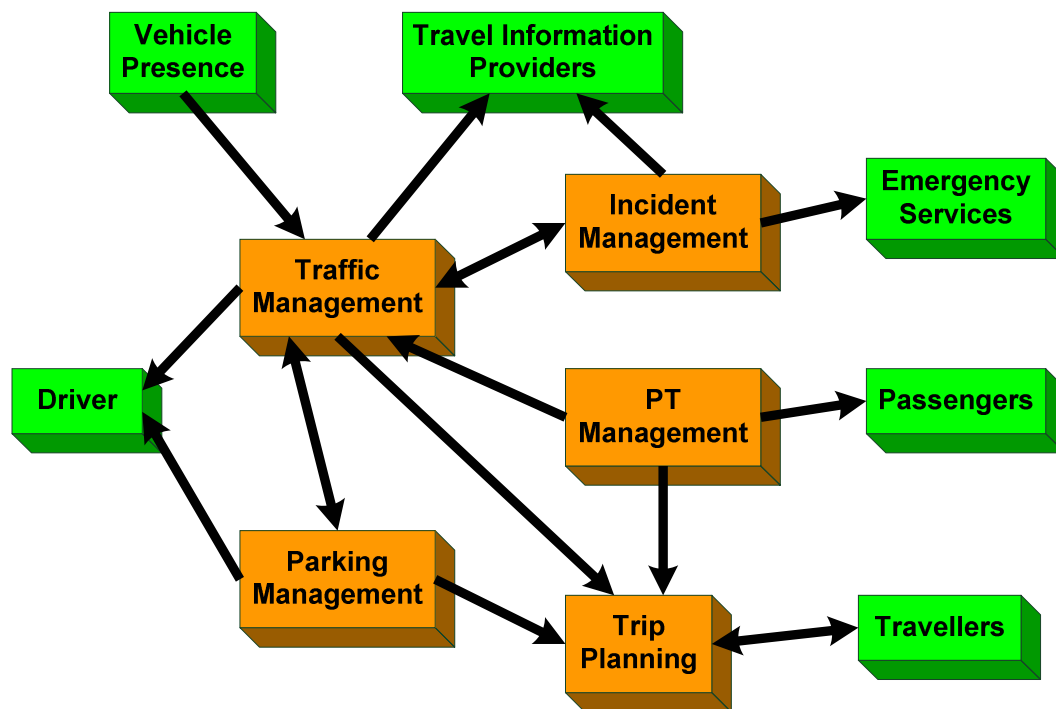 Vehicle
Presence
Travel Information
Providers
Incident
Management
Emergency
Services
Traffic
Management
Driver
PT
Management
Passengers
Parking
Management
Trip
Planning
Travellers